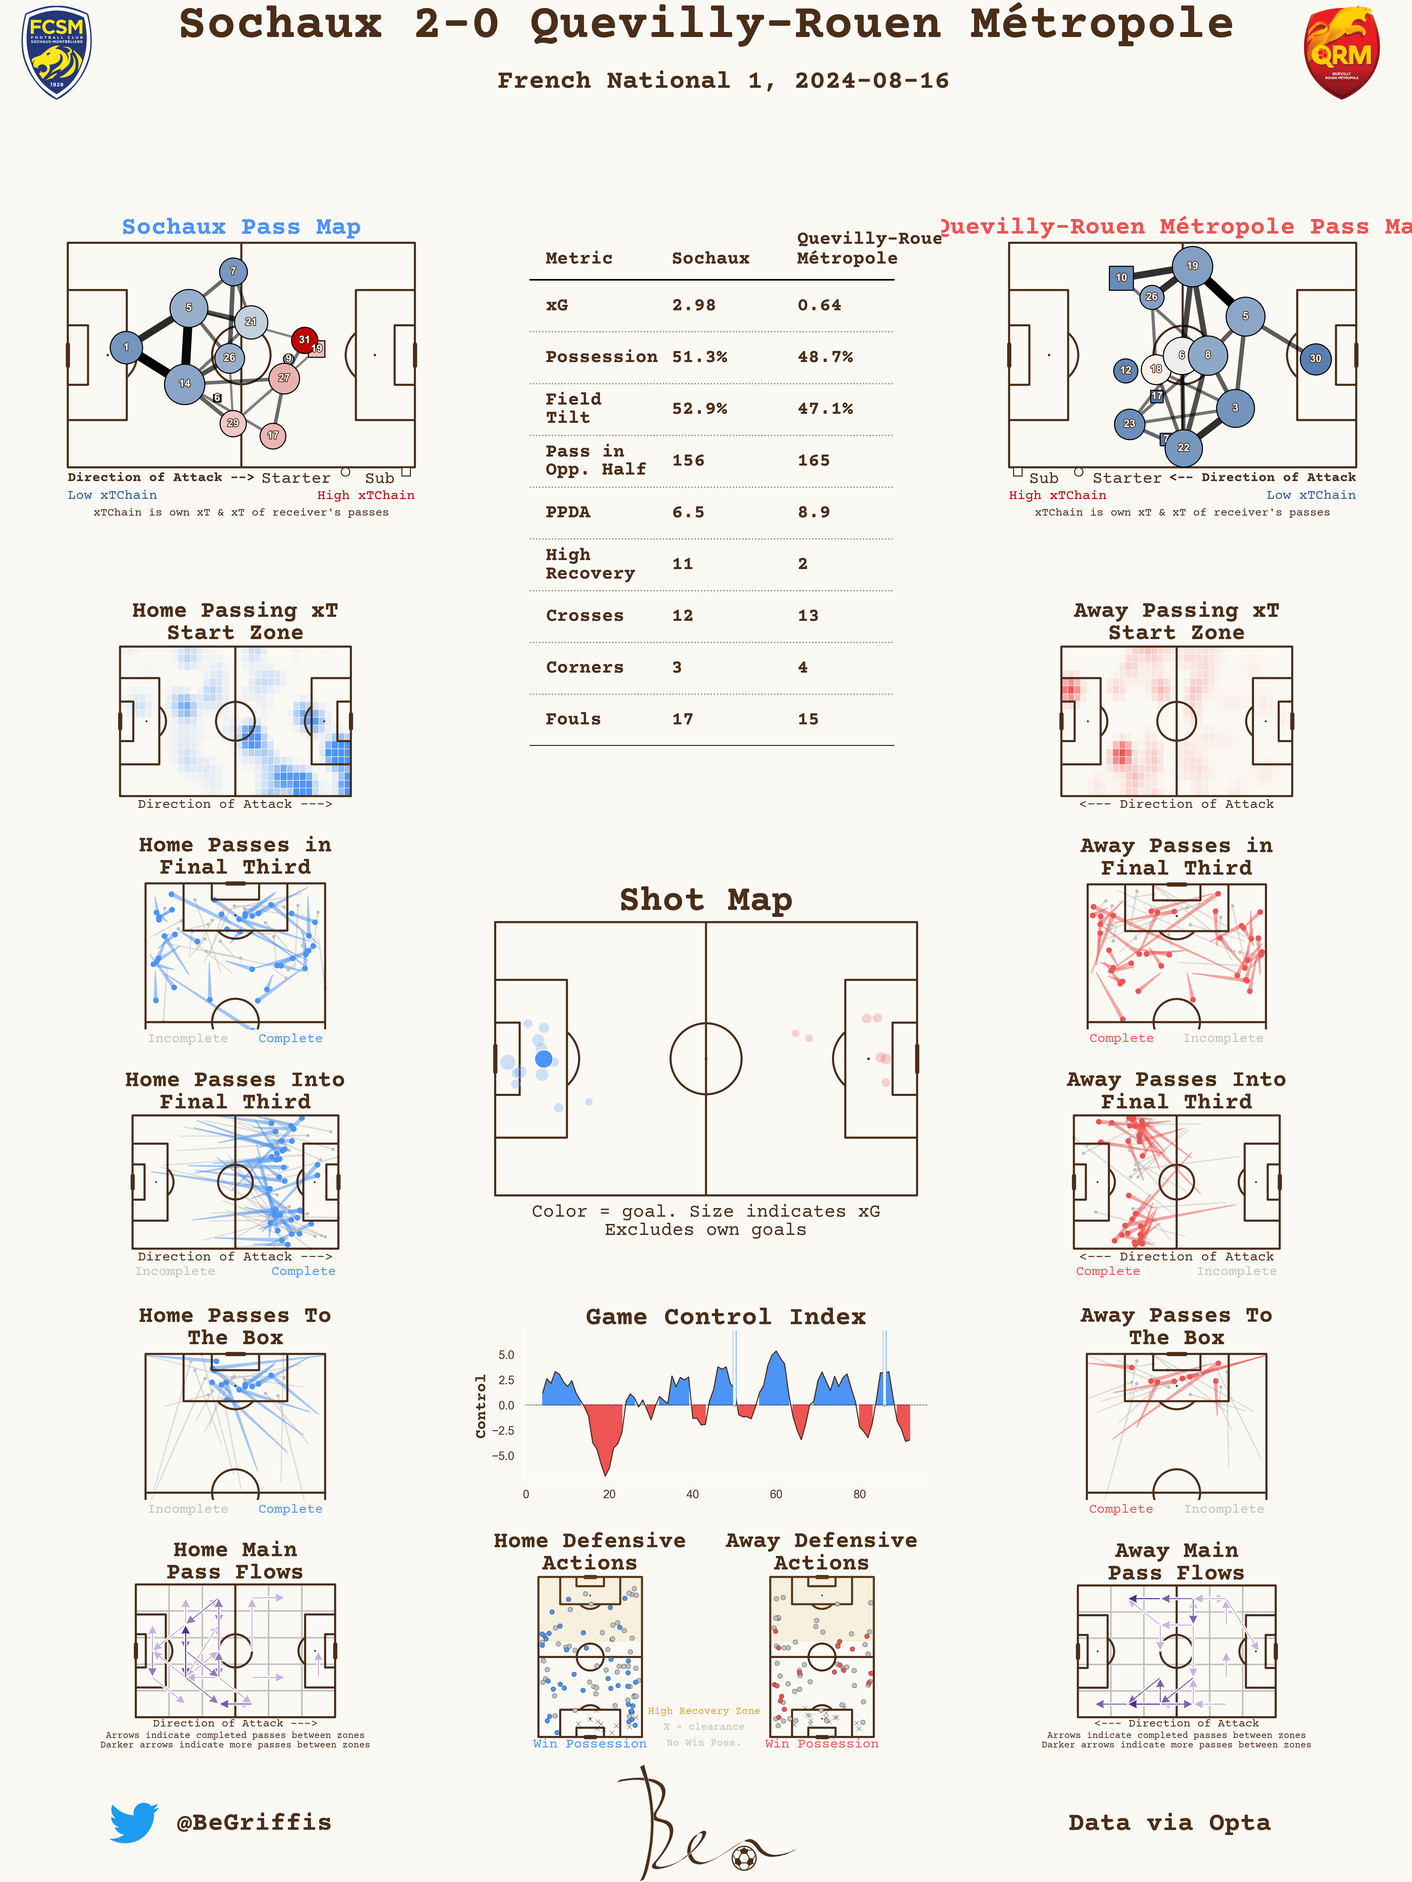 Sochaux 2-0 Quevilly-Rouen Métropole
French National 1, 2024-08-16
FCSM
FOOTBALL CLUB
SOCHAUX-MONTBÉLIARD
1928
QRM
QUEVILLY
ROUEN MÉTROPOLE
Sochaux Pass Map
7
5
21
1
31
19
26
9
27
14
6
29
17
Direction of Attack --> Starter Sub
Low xTChain High xTChain
xTChain is own xT & xT of receiver's passes
Metric Sochaux Quevilly-Roue
Métropole
xG 2.98 0.64
Possession 51.3% 48.7%
Field
Tilt 52.9% 47.1%
Pass in
Opp. Half 156 165
PPDA 6.5 8.9
High
Recovery 11 2
Crosses 12 13
Corners 3 4
Fouls 17 15
Quevilly-Rouen Métropole Pass Ma
19
10
26
5
6
8
30
12
18
17
3
23
7
22
Sub Starter <-- Direction of Attack
High xTChain Low xTChain
xTChain is own xT & xT of receiver's passes
Home Passing xT
Start Zone
Direction of Attack --->
Away Passing xT
Start Zone
<--- Direction of Attack
Home Passes in
Final Third
Incomplete Complete
Away Passes in
Final Third
Complete Incomplete
Shot Map
Color = goal. Size indicates xG
Excludes own goals
Home Passes Into
Final Third
Direction of Attack --->
Incomplete Complete
Away Passes Into
Final Third
<--- Direction of Attack
Complete Incomplete
Home Passes To
The Box
Incomplete Complete
Game Control Index
Control
5.0
2.5
0.0
−2.5
−5.0
0 20 40 60 80
Away Passes To
The Box
Complete Incomplete
Home Main
Pass Flows
Direction of Attack --->
Arrows indicate completed passes between zones
Darker arrows indicate more passes between zones
Home Defensive
Actions
Win Possession
Away Defensive
Actions
Win Possession
High Recovery Zone
X = clearance
No Win Poss.
Away Main
Pass Flows
<--- Direction of Attack
Arrows indicate completed passes between zones
Darker arrows indicate more passes between zones
@BeGriffis
Ben
Data via Opta